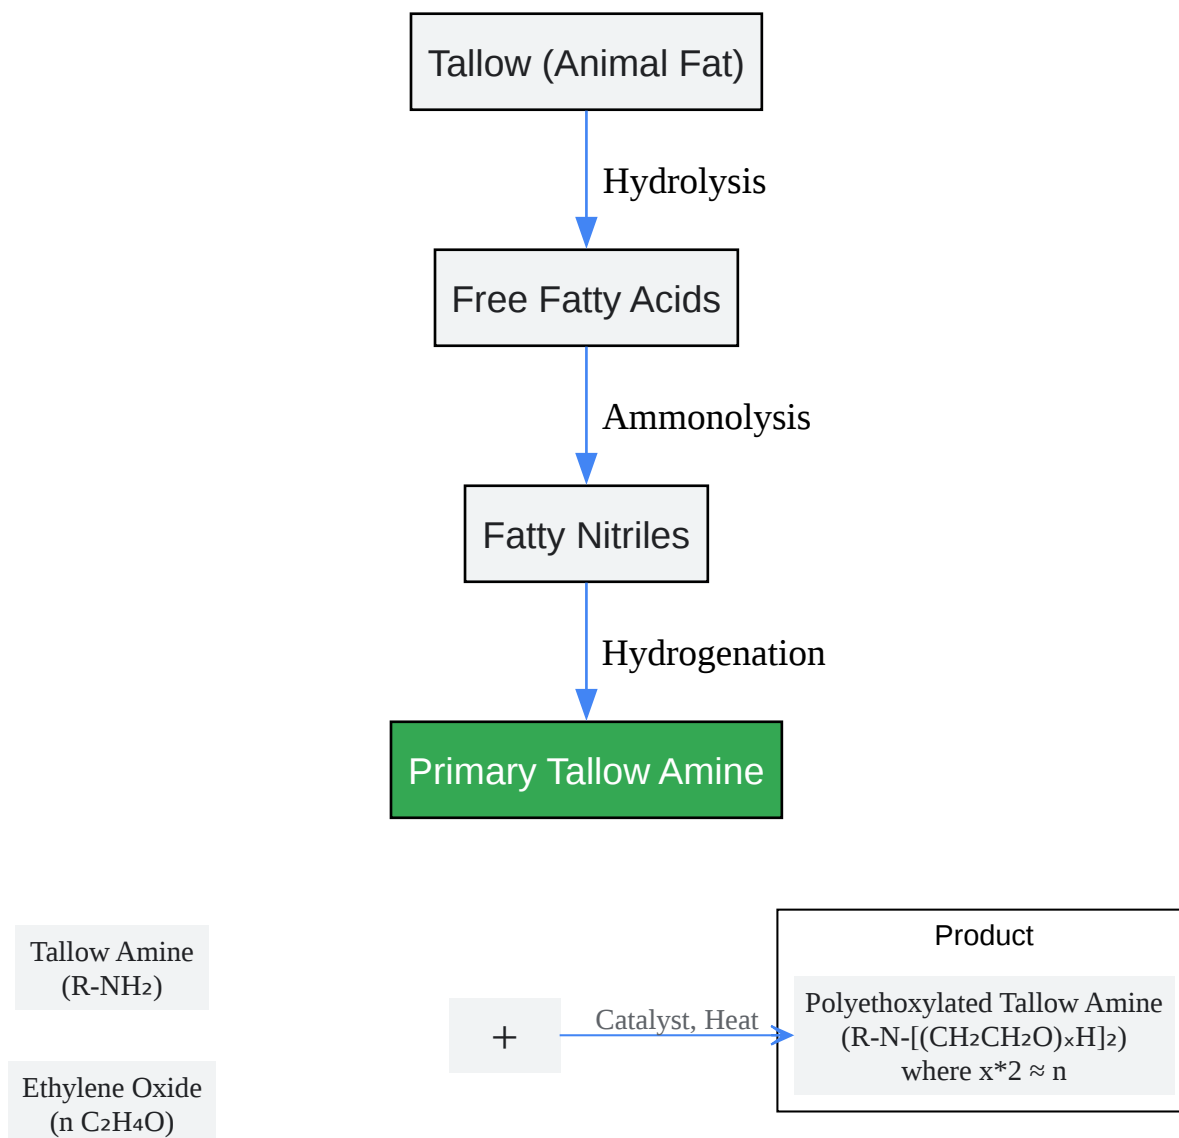 Tallow (Animal Fat)
Hydrolysis
Free Fatty Acids
Ammonolysis
Fatty Nitriles
Hydrogenation
Primary Tallow Amine
Tallow Amine
(R-NH₂)
Ethylene Oxide
(n C₂H₄O)
+
Catalyst, Heat
Product
Polyethoxylated Tallow Amine
(R-N-[(CH₂CH₂O)ₓH]₂)
where x*2 ≈ n